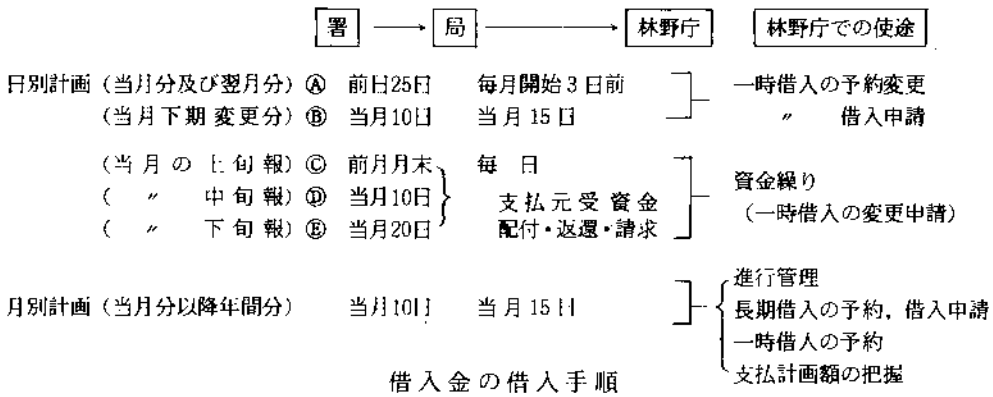 署 → 局 → 林野庁 林野庁での使途
日別計画(当月分及び翌月分) Ⓐ 前日25日 毎月開始3日前 一時借入の予約変更
(当月下期変更分) Ⓑ 当月10日 当月15日 〃 借入申請
(当月の上旬報) Ⓒ 前月月末 毎日
(〃 中旬報) Ⓓ 当月10日 支払元受資金 資金繰り
(〃 下旬報) Ⓔ 当月20日 配付・返還・請求 (一時借入の変更申請)
進行管理
月別計画(当月分以降年間分) 当月10日 当月15日 長期借入の予約,借入申請
一時借入の予約
支払計画額の把握
借入金の借入手順